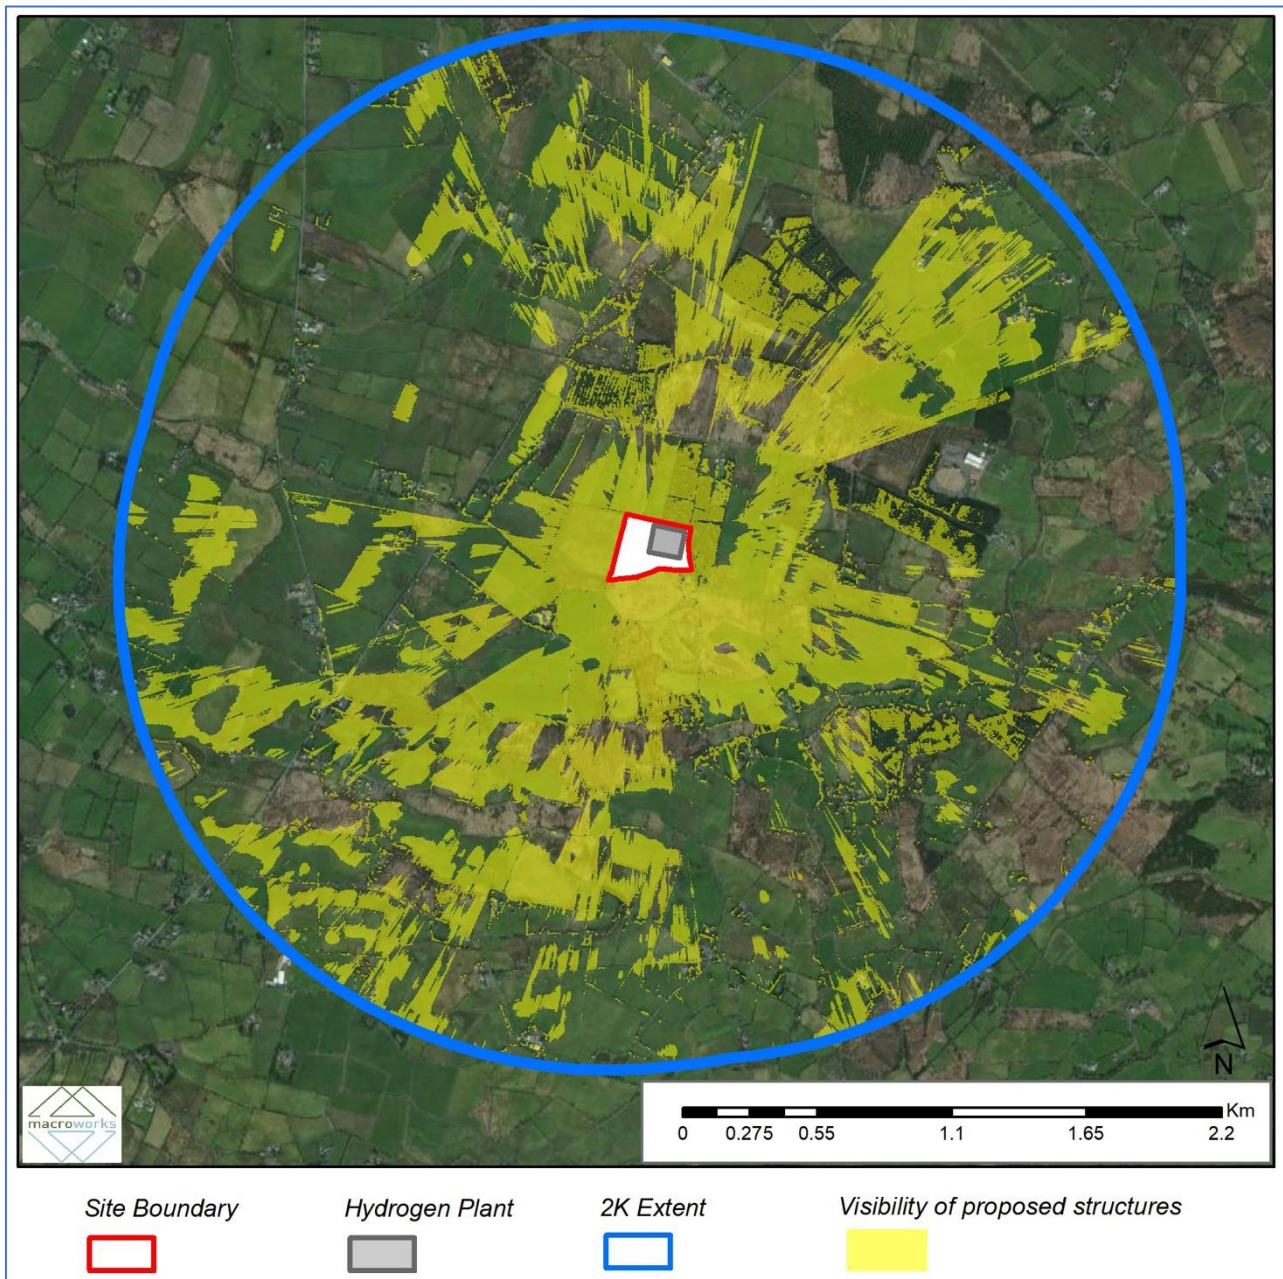 N
macroworks
Km
0 0.275 0.55 1.1 1.65 2.2
Site Boundary Hydrogen Plant 2K Extent Visibility of proposed structures